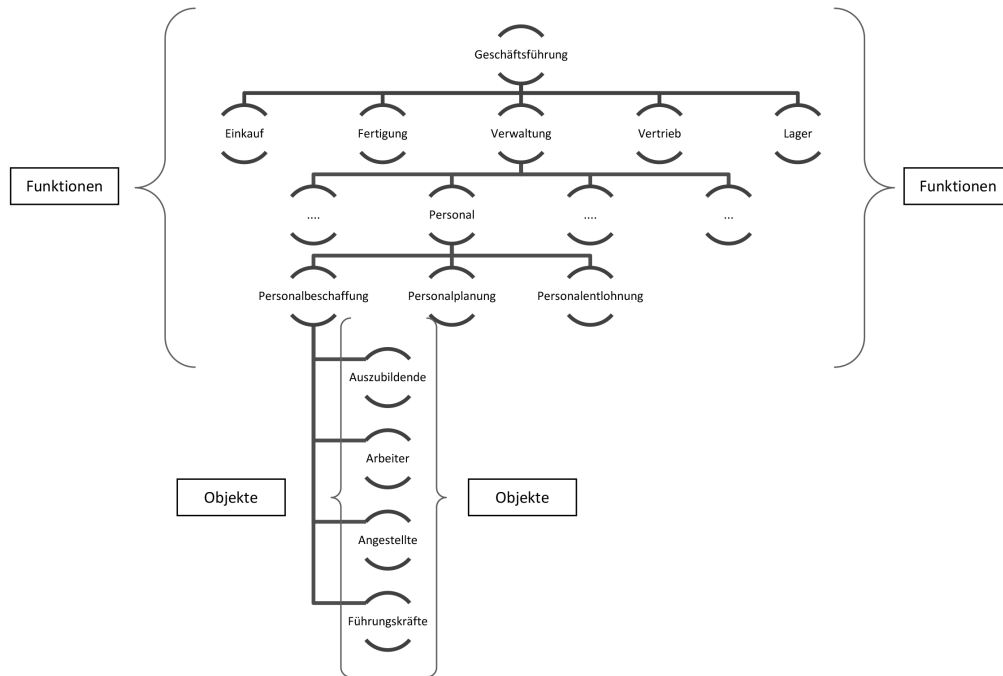 Geschäftsführung
Einkauf
Fertigung
Verwaltung
Vertrieb
Lager
Funktionen
Funktionen
....
Personal
....
...
Personalbeschaffung
Personalplanung
Personalentlohnung
Auszubildende
Arbeiter
Objekte
Objekte
Angestellte
Führungskräfte